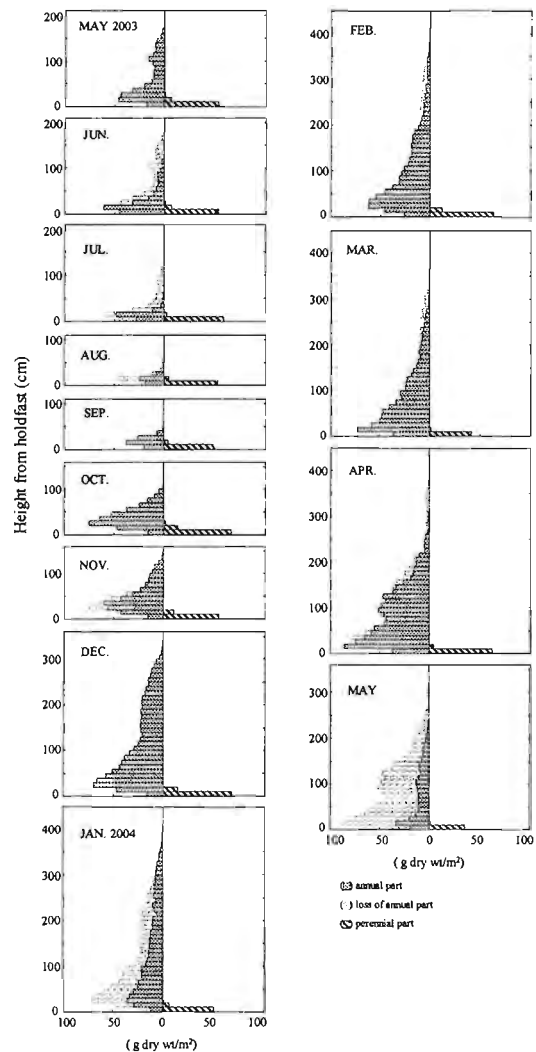 Height from holdfast (cm)
MAY 2003
200
100
0
JUN.
200
100
0
JUL.
200
100
0
AUG.
100
0
SEP.
100
0
OCT.
100
0
NOV.
100
0
DEC.
300
200
100
0
JAN. 2004
400
300
200
100
0
100 50 0 50 100
( g dry wt/m²)
FEB.
400
300
200
100
0
MAR.
400
300
200
100
0
APR.
400
300
200
100
0
MAY
300
200
100
0
100 50 0 50 100
( g dry wt/m²)
annual part
loss of annual part
perennial part